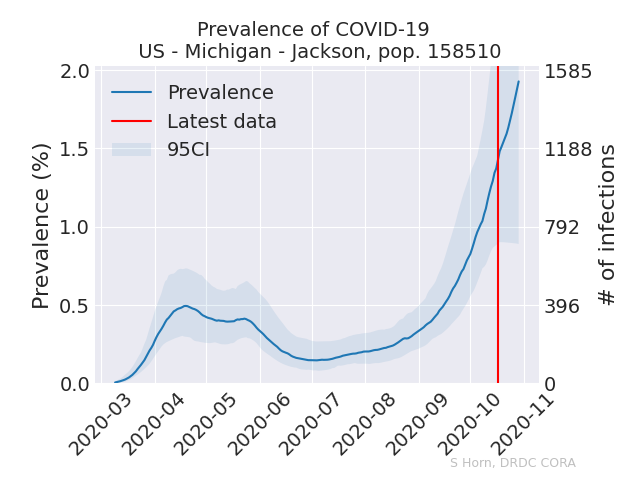 Prevalence of COVID-19
US - Michigan - Jackson, pop. 158510
Prevalence
Latest data
95CI
Prevalence (%)
2.0
1.5
1.0
0.5
0.0
1585
1188
792
396
0
# of infections
2020-03
2020-04
2020-05
2020-06
2020-07
2020-08
2020-09
2020-10
2020-11
S Horn, DRDC CORA